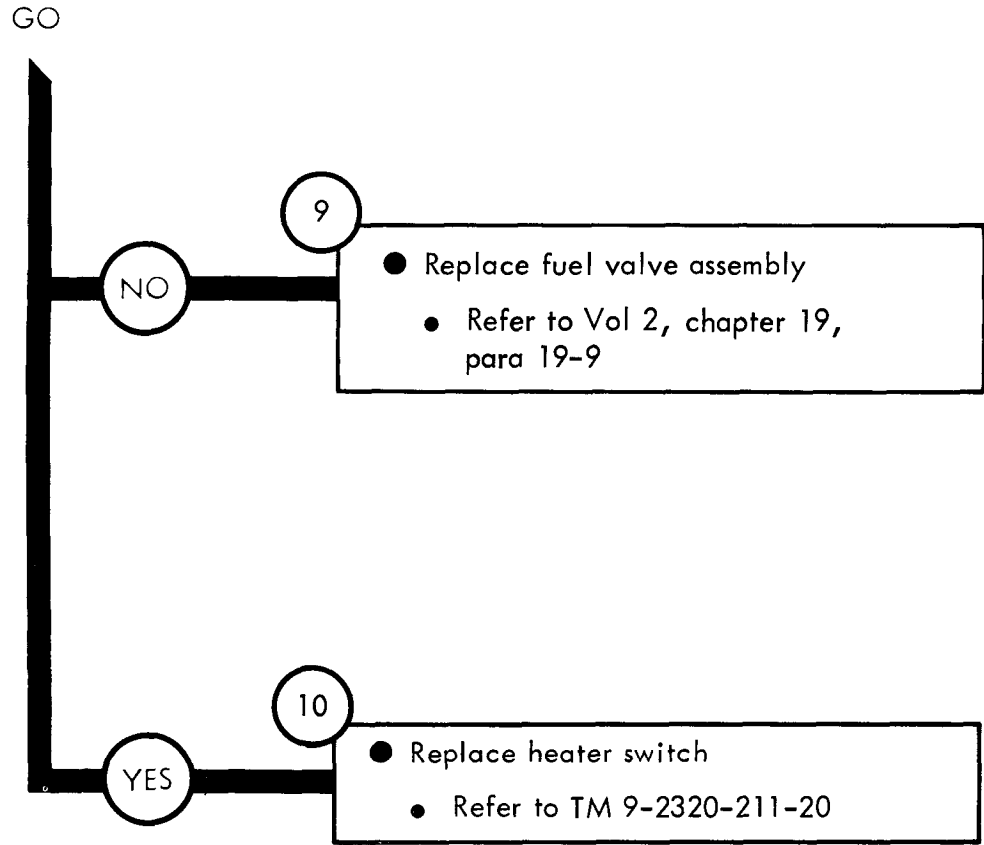 GO
NO
9
● Replace fuel valve assembly
● Refer to Vol 2, chapter 19,
para 19-9
YES
10
● Replace heater switch
● Refer to TM 9-2320-211-20